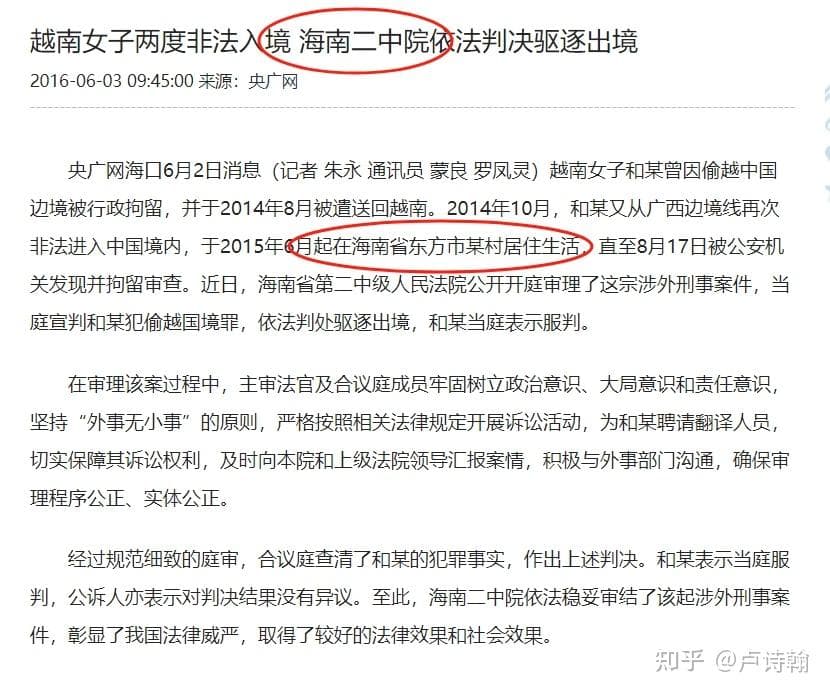 越南女子两度非法入境 海南二中院依法判决驱逐出境
2016-06-03 09:45:00 来源：央广网
央广网海口6月2日消息（记者 朱永 通讯员 蒙良 罗凤灵）越南女子和某曾因偷越中国
边境被行政拘留，并于2014年8月被遣送回越南。2014年10月，和某又从广西边境线再次
非法进入中国境内，于2015年6月起在海南省东方市某村居住生活，直至8月17日被公安机
关发现并拘留审查。近日，海南省第二中级人民法院公开开庭审理了这宗涉外刑事案件，当
庭宣判和某犯偷越国境罪，依法判处驱逐出境，和某当庭表示服判。
在审理该案过程中，主审法官及合议庭成员牢固树立政治意识、大局意识和责任意识，
坚持“外事无小事”的原则，严格按照相关法律规定开展诉讼活动，为和某聘请翻译人员，
切实保障其诉讼权利，及时向本院和上级法院领导汇报案情，积极与外事部门沟通，确保审
理程序公正、实体公正。
经过规范细致的庭审，合议庭查清了和某的犯罪事实，作出上述判决。和某表示当庭服
判，公诉人亦表示对判决结果没有异议。至此，海南二中院依法稳妥审结了该起涉外刑事案
件，彰显了我国法律威严，取得了较好的法律效果和社会效果。
知乎 @卢诗翰